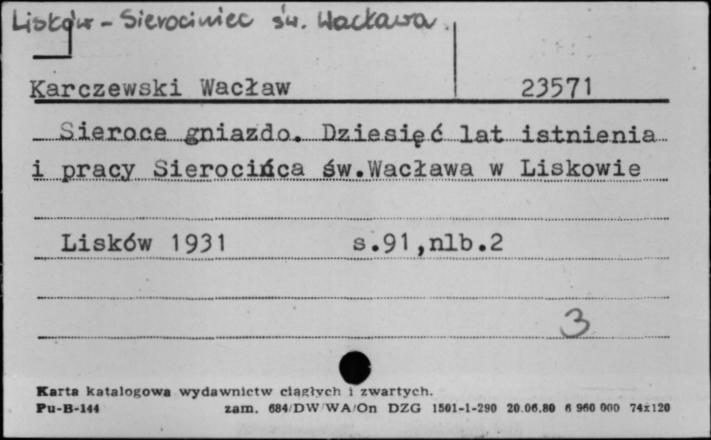 Lisków - Sierociniec św. Wacława.
Karczewski Wacław 23571
Sieroce gniazdo. Dziesięć lat istnienia
i pracy Sierocińca św.Wacława w Liskowie
Lisków 1931 s.91,nlb.2
3
Karta katalogowa wydawnictw ciągłych i zwartych.
Pu-B-144 zam. 684/DW/WA/On DZG 1501-1-290 20.06.80 6 960 000 74x120